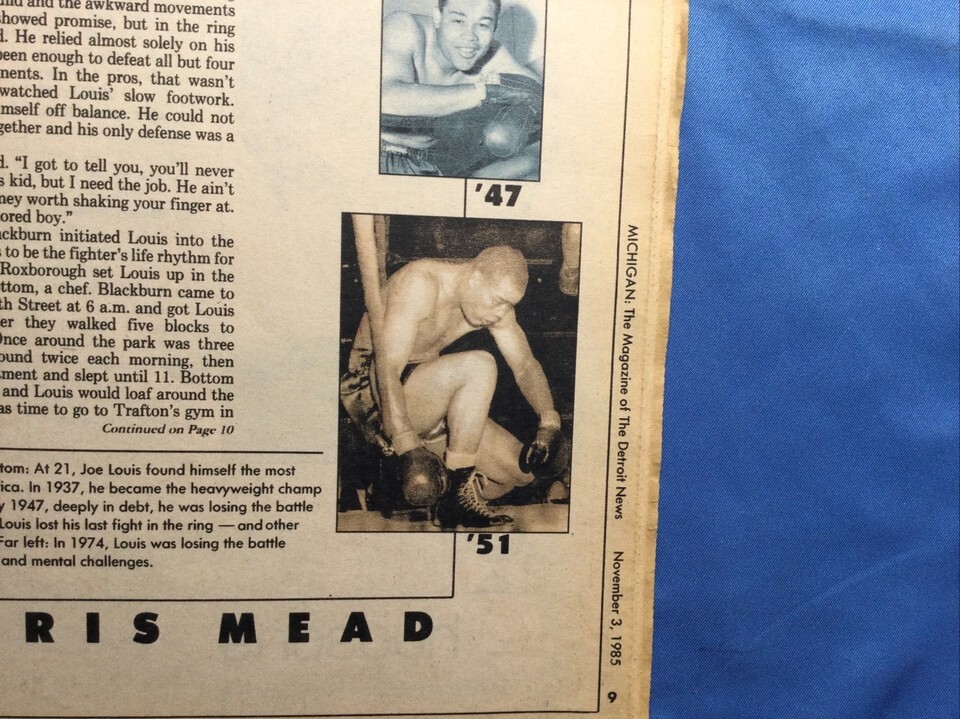 and the awkward movements
showed promise, but in the ring
d. He relied almost solely on his
been enough to defeat all but four
nents. In the pros, that wasn't
watched Louis' slow footwork.
mself off balance. He could not
gether and his only defense was a
d. “I got to tell you, you'll never
s kid, but I need the job. He ain't
ney worth shaking your finger at.
ored boy.”
ackburn initiated Louis into the
s to be the fighter's life rhythm for
Roxborough set Louis up in the
ttom, a chef. Blackburn came to
th Street at 6 a.m. and got Louis
er they walked five blocks to
Once around the park was three
ound twice each morning, then
tment and slept until 11. Bottom
and Louis would loaf around the
as time to go to Trafton's gym in
Continued on Page 10
'47
'51
tom: At 21, Joe Louis found himself the most
ica. In 1937, he became the heavyweight champ
y 1947, deeply in debt, he was losing the battle
Louis lost his last fight in the ring — and other
Far left: In 1974, Louis was losing the battle
and mental challenges.
RIS MEAD
MICHIGAN: The Magazine of The Detroit News November 3, 1985
9